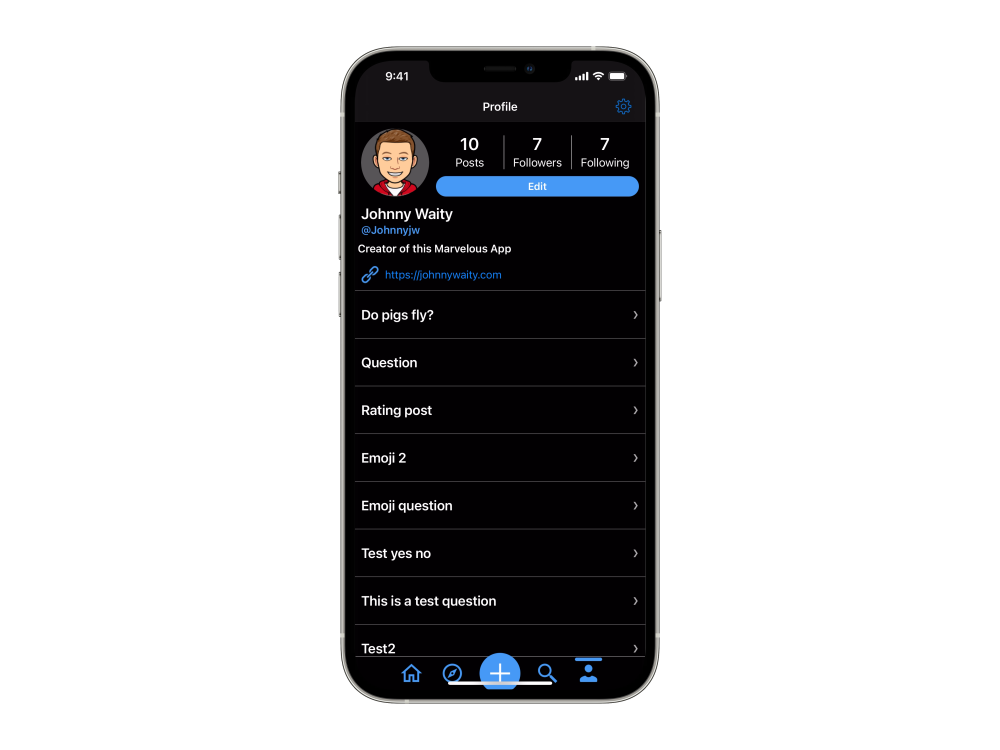 9:41
Profile
10 7 7
Posts Followers Following
Edit
Johnny Waity
@Johnnyjw
Creator of this Marvelous App
https://johnnywaity.com
Do pigs fly?
Question
Rating post
Emoji 2
Emoji question
Test yes no
This is a test question
Test2